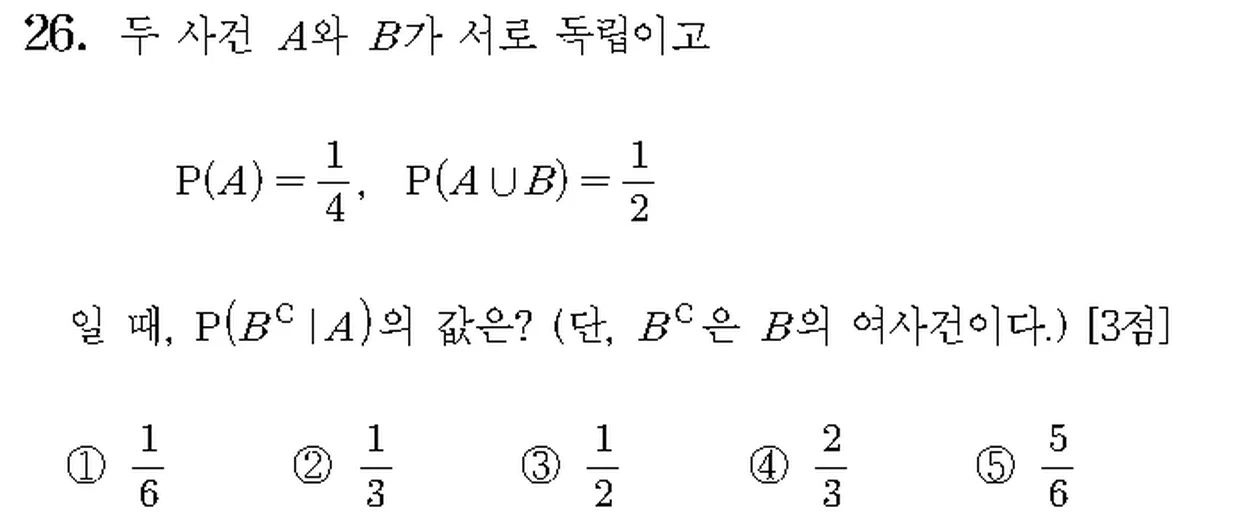 26. 두 사건 A와 B가 서로 독립이고
P(A) = 1/4, P(A∪B) = 1/2
일 때, P(B^C | A)의 값은? (단, B^C은 B의 여사건이다.) [3점]
① 1/6 ② 1/3 ③ 1/2 ④ 2/3 ⑤ 5/6